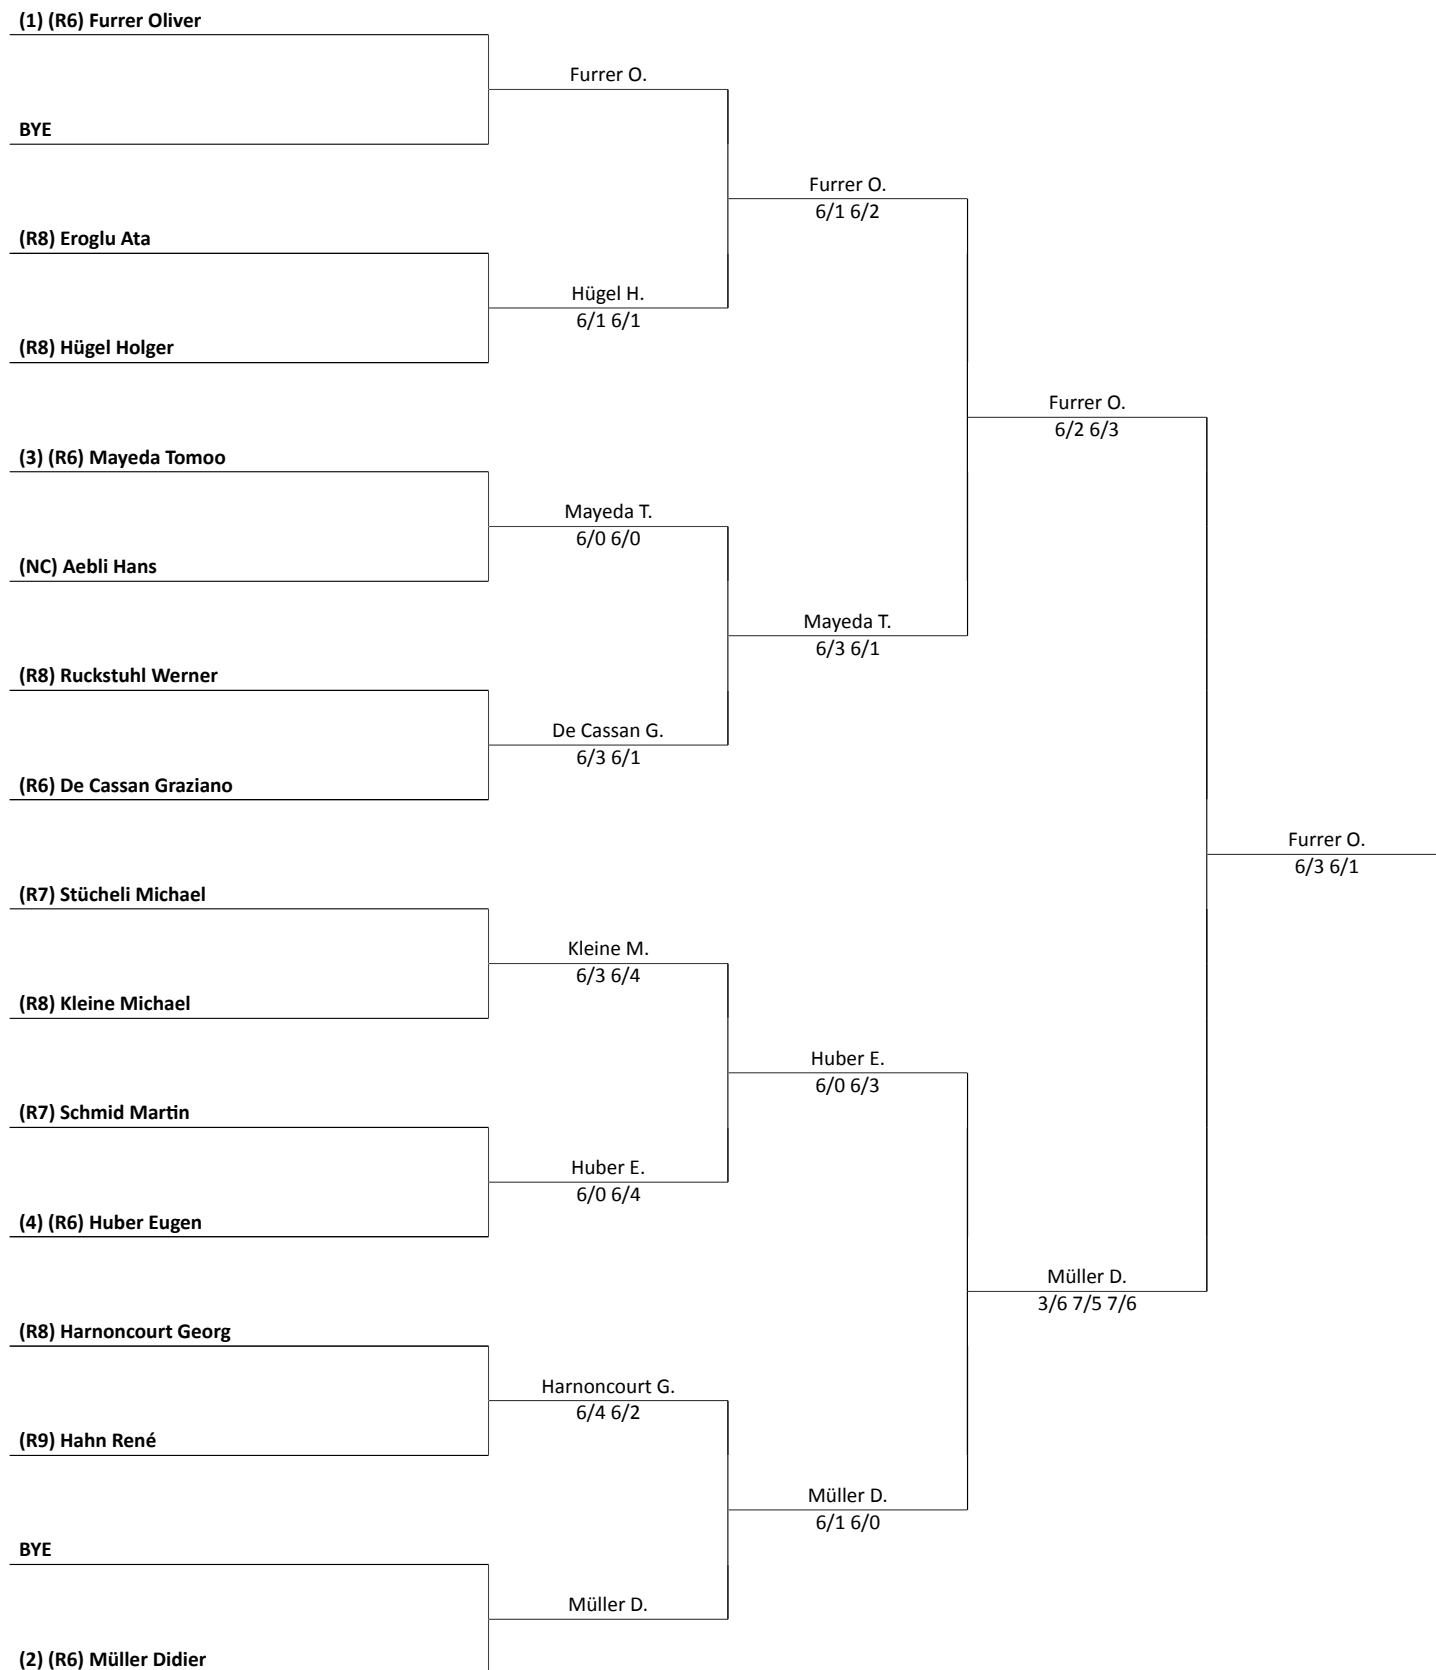 (1) (R6) Furrer Oliver
Furrer O.
BYE
Furrer O.
6/1 6/2
(R8) Eroglu Ata
Hügel H.
6/1 6/1
(R8) Hügel Holger
Furrer O.
6/2 6/3
(3) (R6) Mayeda Tomoo
Mayeda T.
6/0 6/0
(NC) Aebli Hans
Mayeda T.
6/3 6/1
(R8) Ruckstuhl Werner
De Cassan G.
6/3 6/1
(R6) De Cassan Graziano
Furrer O.
6/3 6/1
(R7) Stücheli Michael
Kleine M.
6/3 6/4
(R8) Kleine Michael
Huber E.
6/0 6/3
(R7) Schmid Martin
Huber E.
6/0 6/4
(4) (R6) Huber Eugen
Müller D.
3/6 7/5 7/6
(R8) Harnoncourt Georg
Harnoncourt G.
6/4 6/2
(R9) Hahn René
Müller D.
6/1 6/0
BYE
Müller D.
(2) (R6) Müller Didier